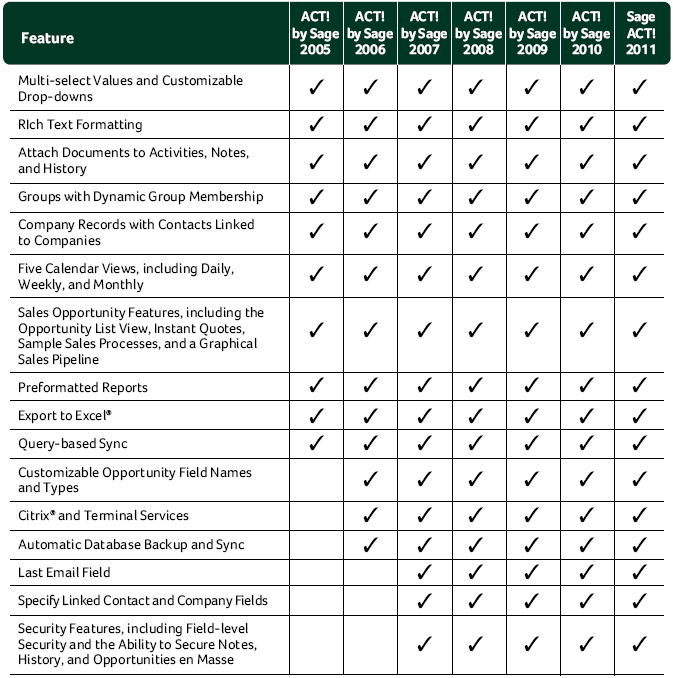 Feature
ACT!
by Sage
2005
ACT!
by Sage
2006
ACT!
by Sage
2007
ACT!
by Sage
2008
ACT!
by Sage
2009
ACT!
by Sage
2010
Sage
ACT!
2011
Multi-select Values and Customizable
Drop-downs
✓ ✓ ✓ ✓ ✓ ✓ ✓
RIch Text Formatting
✓ ✓ ✓ ✓ ✓ ✓ ✓
Attach Documents to Activities, Notes,
and History
✓ ✓ ✓ ✓ ✓ ✓ ✓
Groups with Dynamic Group Membership
✓ ✓ ✓ ✓ ✓ ✓ ✓
Company Records with Contacts Linked
to Companies
✓ ✓ ✓ ✓ ✓ ✓ ✓
Five Calendar Views, including Daily,
Weekly, and Monthly
✓ ✓ ✓ ✓ ✓ ✓ ✓
Sales Opportunity Features, including the
Opportunity List View, Instant Quotes,
Sample Sales Processes, and a Graphical
Sales Pipeline
✓ ✓ ✓ ✓ ✓ ✓ ✓
Preformatted Reports
✓ ✓ ✓ ✓ ✓ ✓ ✓
Export to Excel®
✓ ✓ ✓ ✓ ✓ ✓ ✓
Query-based Sync
✓ ✓ ✓ ✓ ✓ ✓ ✓
Customizable Opportunity Field Names
and Types
✓ ✓ ✓ ✓ ✓ ✓
Citrix® and Terminal Services
✓ ✓ ✓ ✓ ✓ ✓
Automatic Database Backup and Sync
✓ ✓ ✓ ✓ ✓ ✓
Last Email Field
✓ ✓ ✓ ✓ ✓
Specify Linked Contact and Company Fields
✓ ✓ ✓ ✓ ✓
Security Features, including Field-level
Security and the Ability to Secure Notes,
History, and Opportunities en Masse
✓ ✓ ✓ ✓ ✓